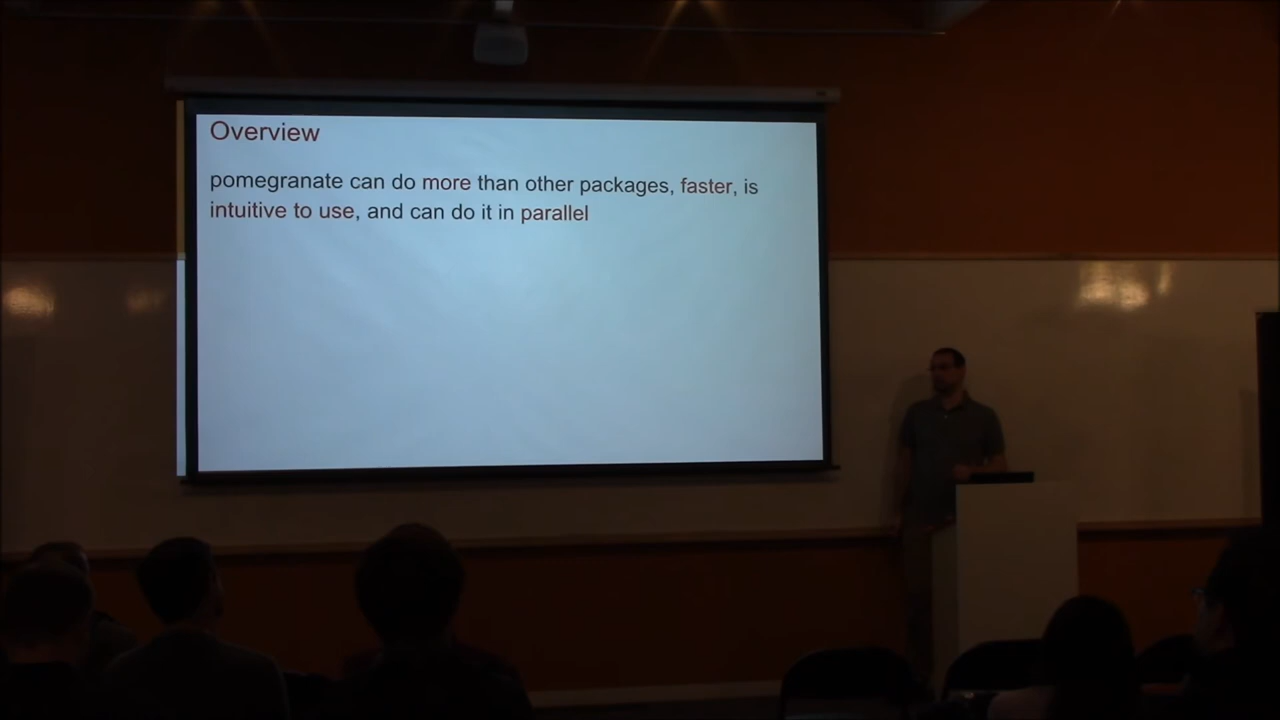 Overview
pomegranate can do more than other packages, faster, is
intuitive to use, and can do it in parallel